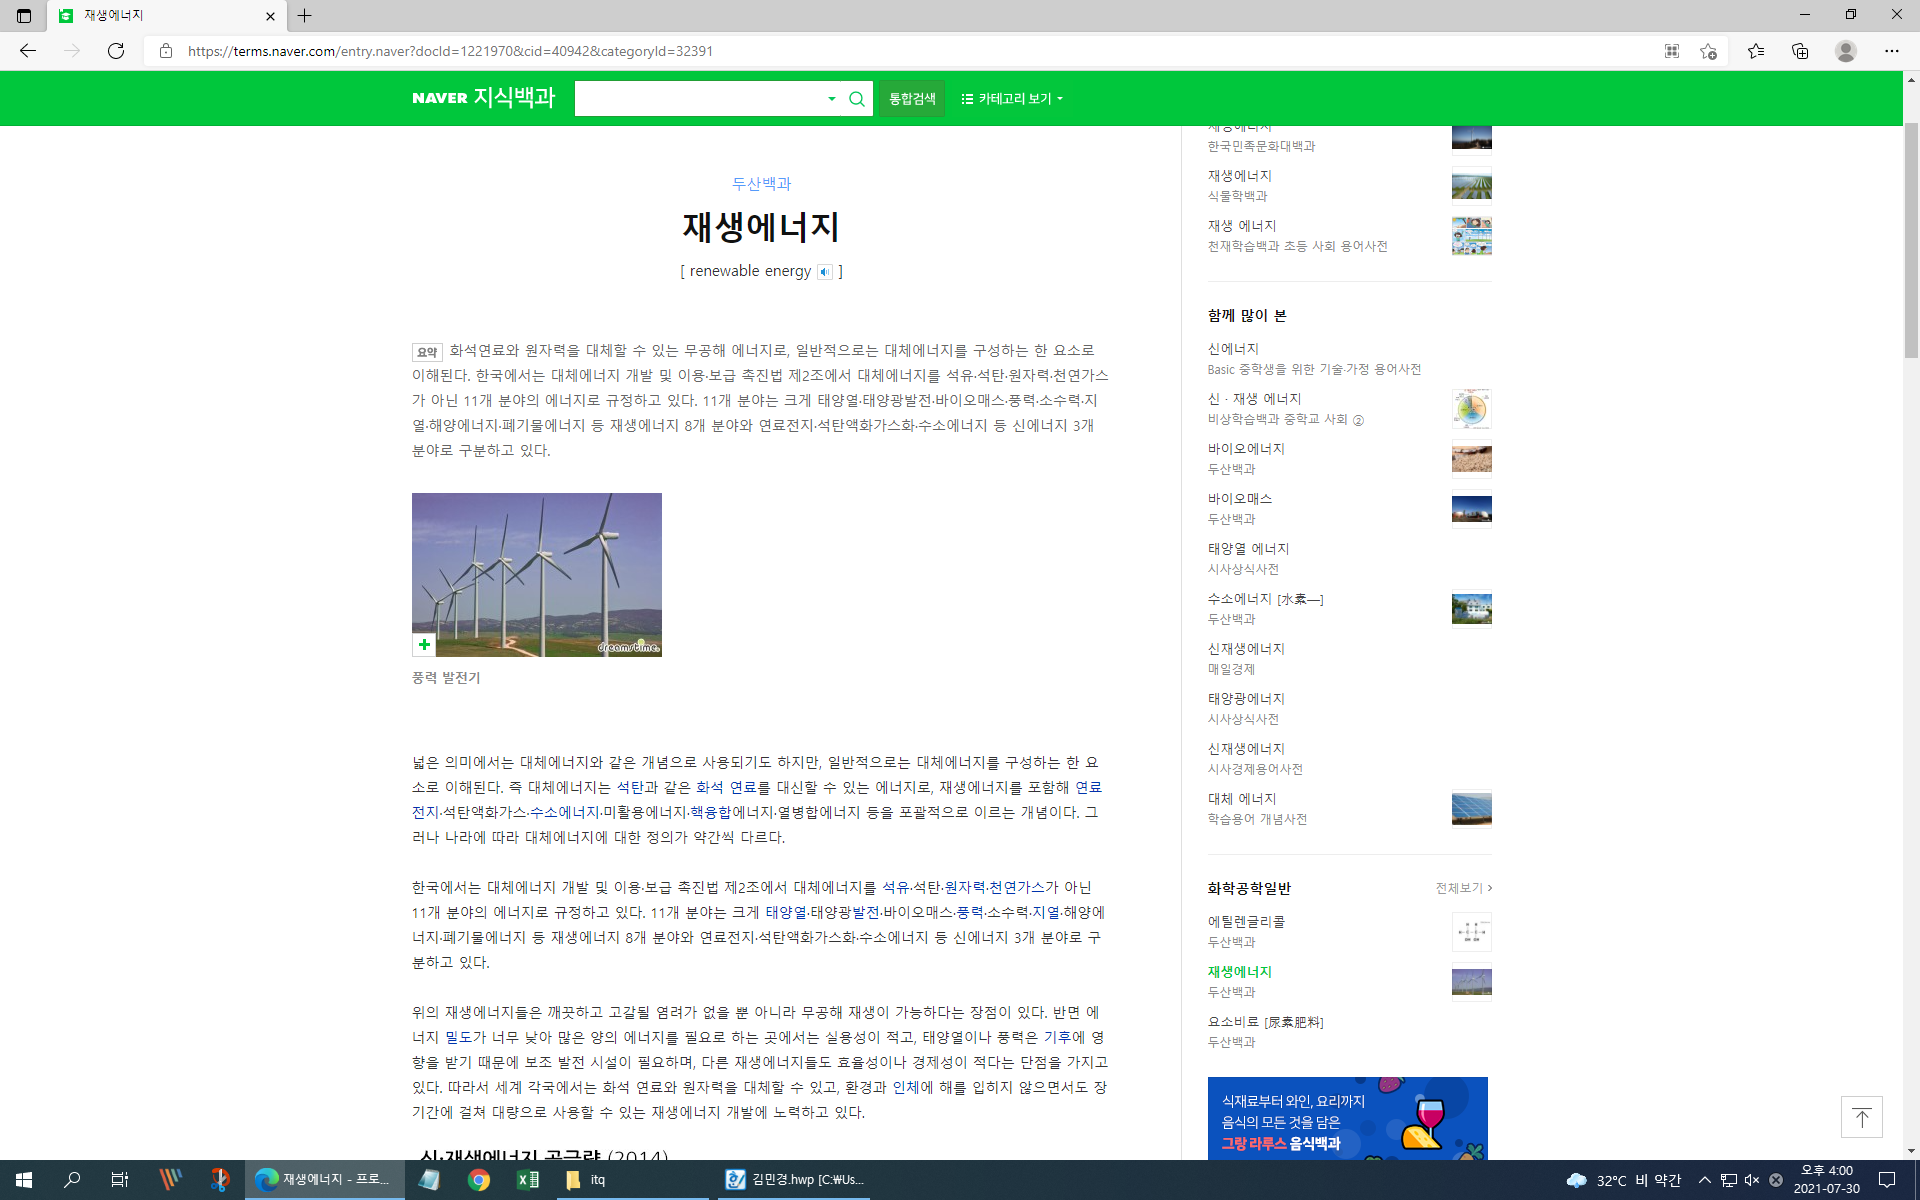 재생에너지
https://terms.naver.com/entry.naver?docId=1221970&cid=40942&categoryId=32391
NAVER 지식백과
통합검색
카테고리 보기
두산백과
재생에너지
[ renewable energy ]
요약 화석연료와 원자력을 대체할 수 있는 무공해 에너지로, 일반적으로는 대체에너지를 구성하는 한 요소로
이해된다. 한국에서는 대체에너지 개발 및 이용·보급 촉진법 제2조에서 대체에너지를 석유·석탄·원자력·천연가스
가 아닌 11개 분야의 에너지로 규정하고 있다. 11개 분야는 크게 태양열·태양광발전·바이오매스·풍력·소수력·지
열·해양에너지·폐기물에너지 등 재생에너지 8개 분야와 연료전지·석탄액화가스화·수소에너지 등 신에너지 3개
분야로 구분하고 있다.
dreamstime.
풍력 발전기
넓은 의미에서는 대체에너지와 같은 개념으로 사용되기도 하지만, 일반적으로는 대체에너지를 구성하는 한 요
소로 이해된다. 즉 대체에너지는 석탄과 같은 화석 연료를 대신할 수 있는 에너지로, 재생에너지를 포함해 연료
전지·석탄액화가스·수소에너지·미활용에너지·핵융합에너지·열병합에너지 등을 포괄적으로 이르는 개념이다. 그
러나 나라에 따라 대체에너지에 대한 정의가 약간씩 다르다.
한국에서는 대체에너지 개발 및 이용·보급 촉진법 제2조에서 대체에너지를 석유·석탄·원자력·천연가스가 아닌
11개 분야의 에너지로 규정하고 있다. 11개 분야는 크게 태양열·태양광발전·바이오매스·풍력·소수력·지열·해양에
너지·폐기물에너지 등 재생에너지 8개 분야와 연료전지·석탄액화가스화·수소에너지 등 신에너지 3개 분야로 구
분하고 있다.
위의 재생에너지들은 깨끗하고 고갈될 염려가 없을 뿐 아니라 무공해 재생이 가능하다는 장점이 있다. 반면 에
너지 밀도가 너무 낮아 많은 양의 에너지를 필요로 하는 곳에서는 실용성이 적고, 태양열이나 풍력은 기후에 영
향을 받기 때문에 보조 발전 시설이 필요하며, 다른 재생에너지들도 효율성이나 경제성이 적다는 단점을 가지고
있다. 따라서 세계 각국에서는 화석 연료와 원자력을 대체할 수 있고, 환경과 인체에 해를 입히지 않으면서도 장
기간에 걸쳐 대량으로 사용할 수 있는 재생에너지 개발에 노력하고 있다.
신·재생에너지 공급량 (2014)
재생에너지
한국민족문화대백과
재생에너지
식물학백과
재생 에너지
천재학습백과 초등 사회 용어사전
함께 많이 본
신에너지
Basic 중학생을 위한 기술·가정 용어사전
신 · 재생 에너지
비상학습백과 중학교 사회 ②
바이오에너지
두산백과
바이오매스
두산백과
태양열 에너지
시사상식사전
수소에너지 [水素―]
두산백과
신재생에너지
매일경제
태양광에너지
시사상식사전
신재생에너지
시사경제용어사전
대체 에너지
학습용어 개념사전
화학공학일반
전체보기
에틸렌글리콜
두산백과
재생에너지
두산백과
요소비료 [尿素肥料]
두산백과
식재료부터 와인, 요리까지
음식의 모든 것을 담은
그랑 라루스 음식백과
재생에너지 - 프로...
itq
김민경.hwp [C:₩Us...
32°C 비 약간
오후 4:00
2021-07-30